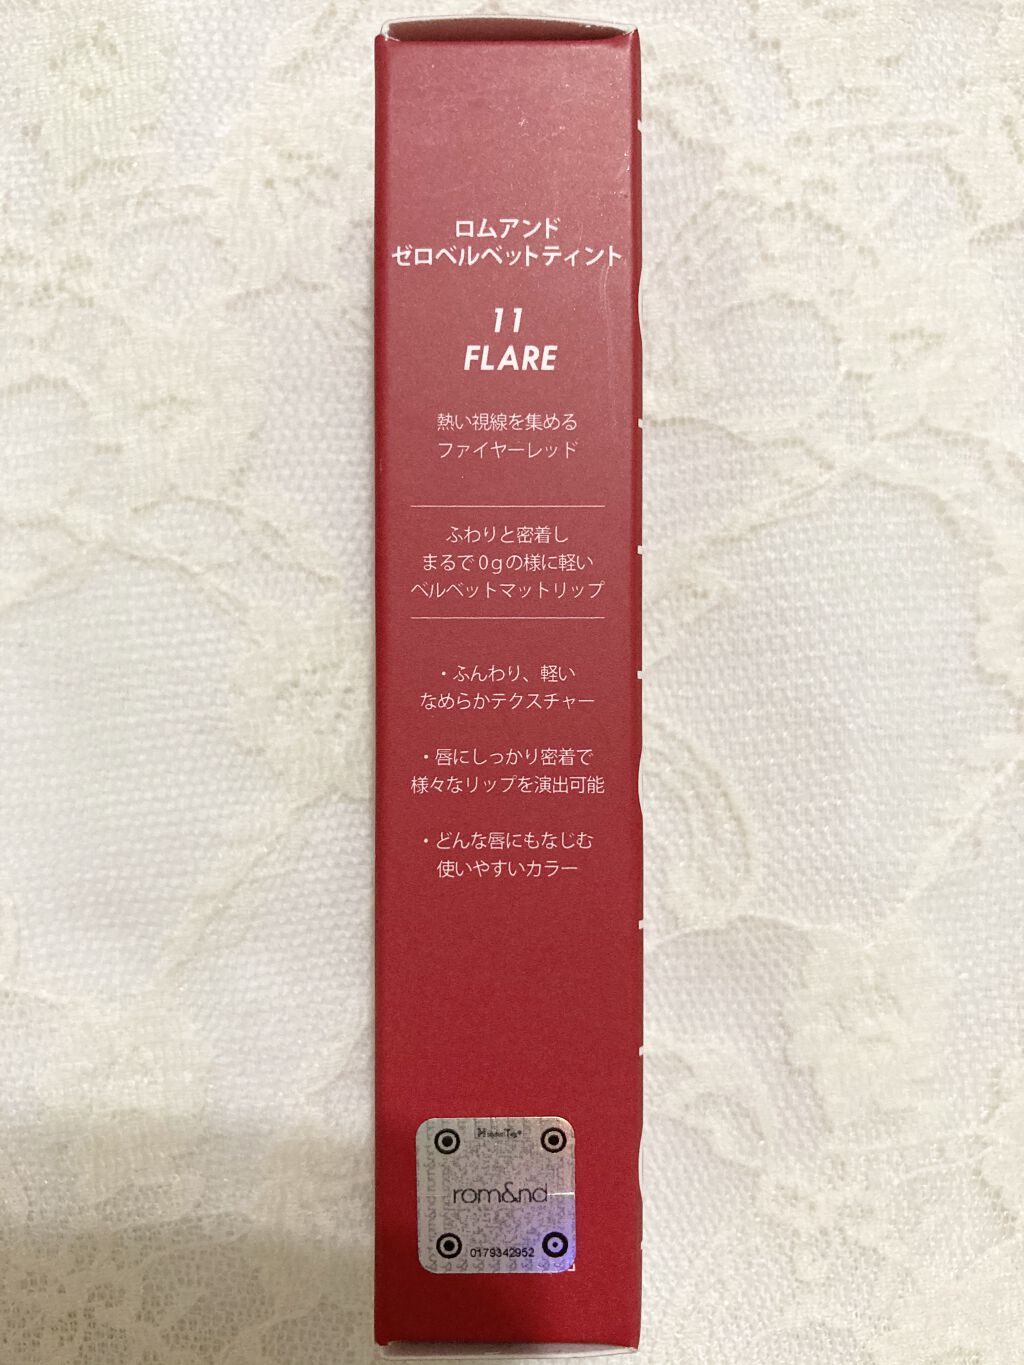 ロムアンド
ゼロベルベットティント
11
FLARE
熱い視線を集める
ファイヤーレッド
ふわりと密着し
まるで0gの様に軽い
ベルベットマットリップ
・ふんわり、軽い
なめらかテクスチャー
・唇にしっかり密着で
様々なリップを演出可能
・どんな唇にもなじむ
使いやすいカラー
rom&nd
0179342952